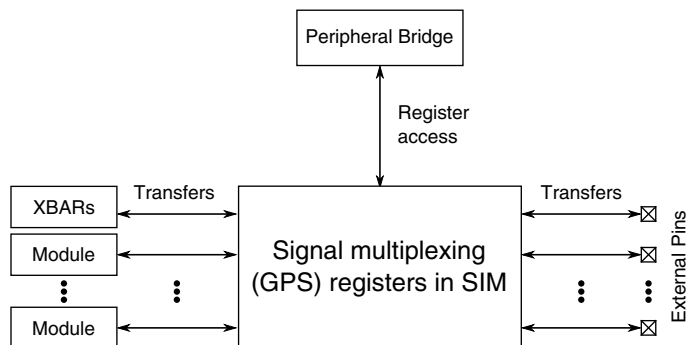 Peripheral Bridge
Register
access
Transfers
Transfers
XBARs
Module
Module
Signal multiplexing
(GPS) registers in SIM
External Pins